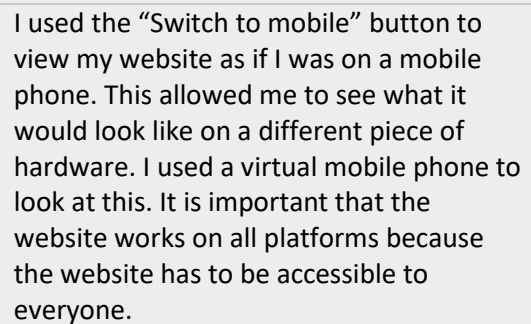 I used the “Switch to mobile” button to
view my website as if I was on a mobile
phone. This allowed me to see what it
would look like on a different piece of
hardware. I used a virtual mobile phone to
look at this. It is important that the
website works on all platforms because
the website has to be accessible to
everyone.